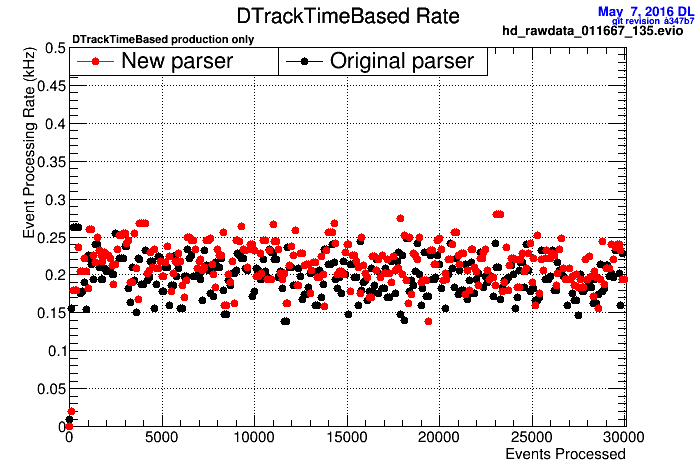 DTrackTimeBased Rate
May 7, 2016 DL
git revision a347b7
hd_rawdata_011667_135.evio
DTrackTimeBased production only
New parser
Original parser
Event Processing Rate (kHz)
0.5
0.45
0.4
0.35
0.3
0.25
0.2
0.15
0.1
0.05
0
0 5000 10000 15000 20000 25000 30000
Events Processed